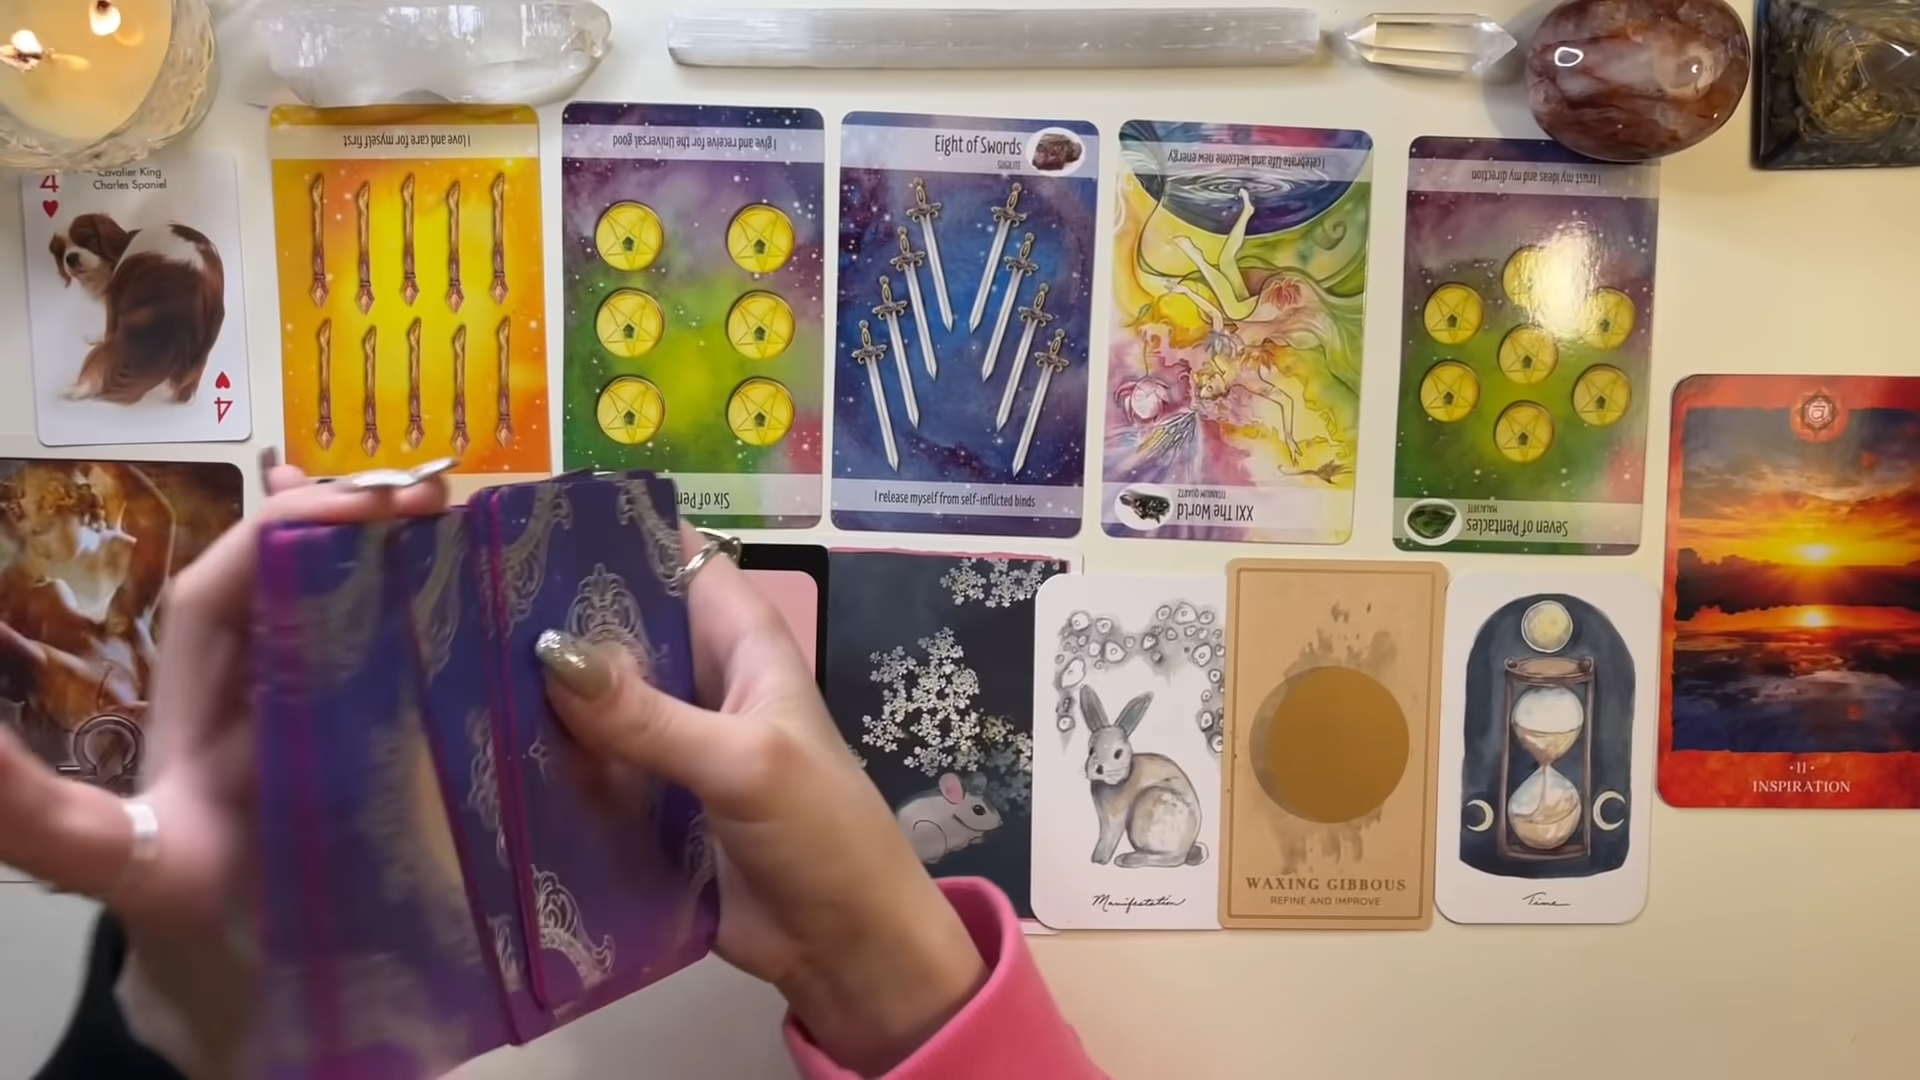 4
Cavalier King
Charles Spaniel
4
I love and care for myself first
I give and receive for the Universal good
Six of Pen
Eight of Swords
SUGILITE
I release myself from self-inflicted binds
I celebrate life and welcome new energy
XXI The World
TITANIUM QUARTZ
I trust my ideas and my direction
Seven of Pentacles
MALACHITE
Manifestation
WAXING GIBBOUS
REFINE AND IMPROVE
Time
·11·
INSPIRATION